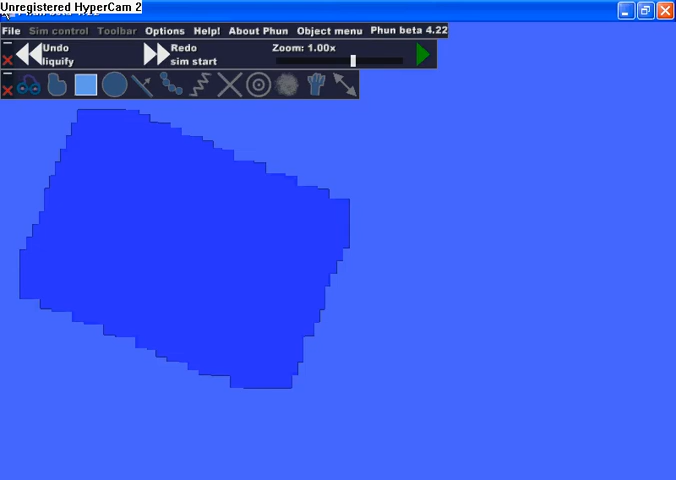 Unregistered HyperCam 2
File Sim control Toolbar Options Help! About Phun Object menu Phun beta 4.22
Undo Redo Zoom: 1.00x
liquify sim start